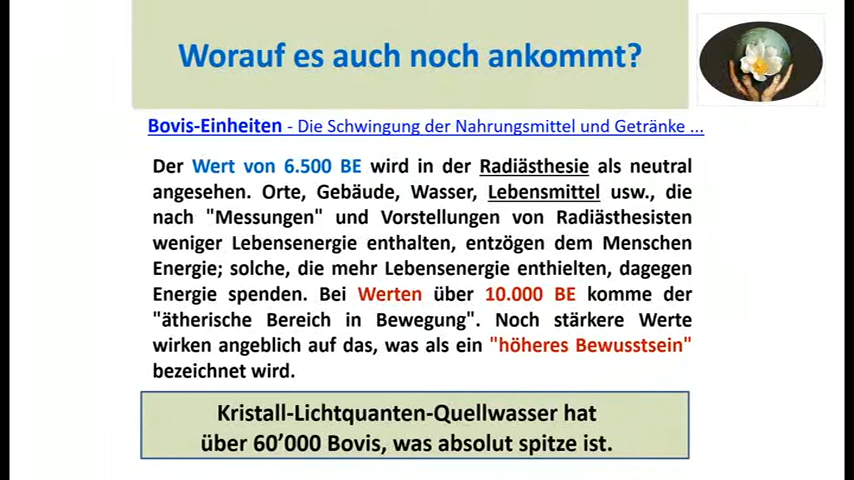 Worauf es auch noch ankommt?
Bovis-Einheiten - Die Schwingung der Nahrungsmittel und Getränke ...
Der Wert von 6.500 BE wird in der Radiästhesie als neutral
angesehen. Orte, Gebäude, Wasser, Lebensmittel usw., die
nach "Messungen" und Vorstellungen von Radiästhesisten
weniger Lebensenergie enthalten, entzögen dem Menschen
Energie; solche, die mehr Lebensenergie enthielten, dagegen
Energie spenden. Bei Werten über 10.000 BE komme der
"ätherische Bereich in Bewegung". Noch stärkere Werte
wirken angeblich auf das, was als ein "höheres Bewusstsein"
bezeichnet wird.
Kristall-Lichtquanten-Quellwasser hat
über 60’000 Bovis, was absolut spitze ist.